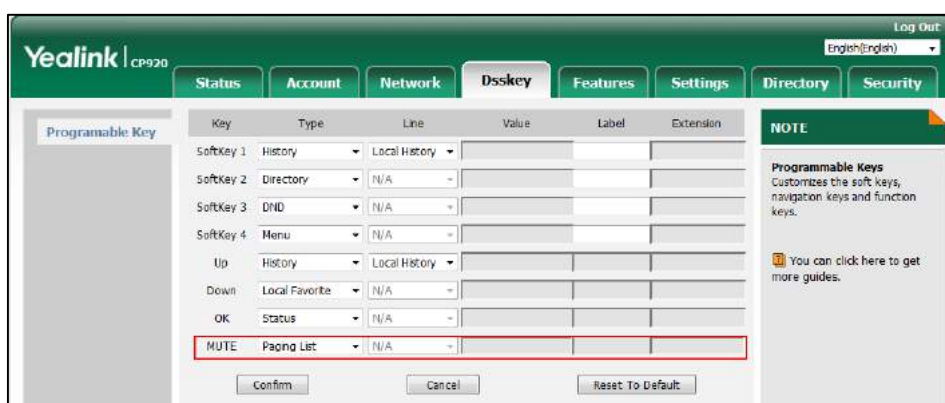 Log Out
Yealink CP920
English(English)
Status Account Network Dsskey Features Settings Directory Security
Programable Key
Key Type Line Value Label Extension
SoftKey 1 History Local History
SoftKey 2 Directory N/A
SoftKey 3 DND N/A
SoftKey 4 Menu N/A
Up History Local History
Down Local Favorite N/A
OK Status N/A
MUTE Paging List N/A
Confirm Cancel Reset To Default
NOTE
Programmable Keys
Customizes the soft keys,
navigation keys and function
keys.
You can click here to get
more guides.